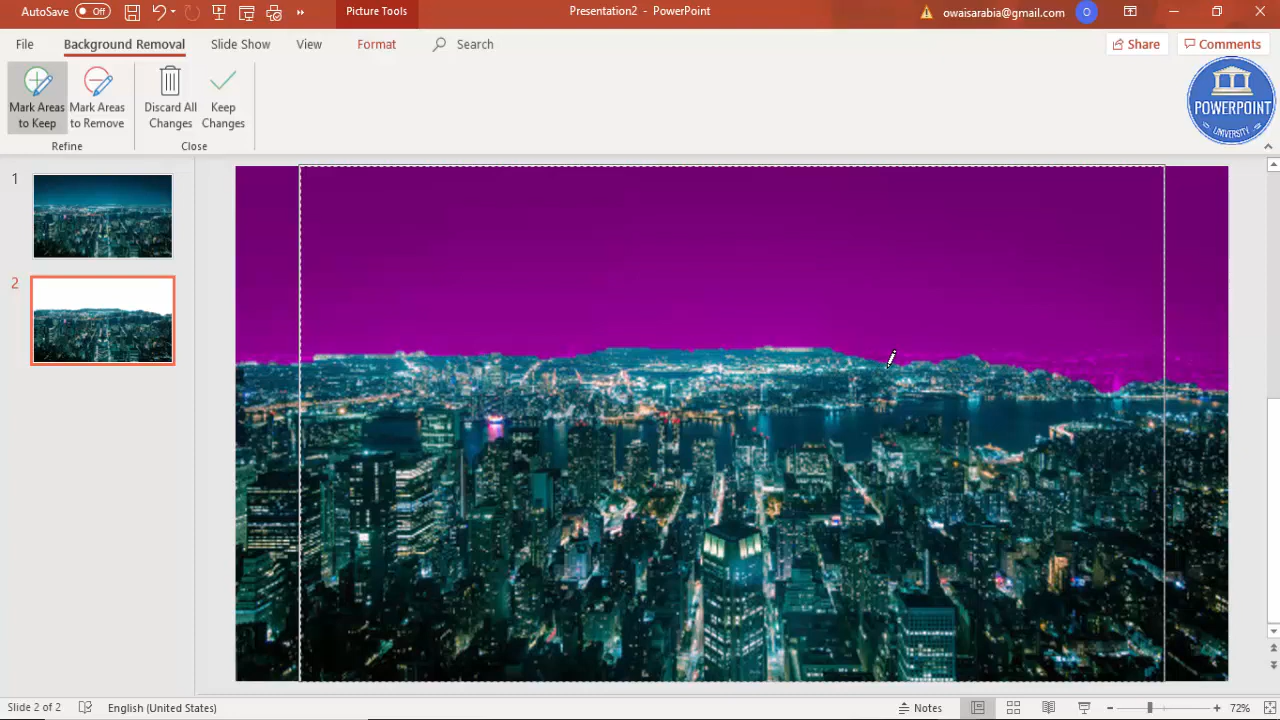 AutoSave Off
Picture Tools
Presentation2 - PowerPoint
owaisarabia@gmail.com
O
File
Background Removal
Slide Show
View
Format
Search
Share
Comments
Mark Areas to Keep
Mark Areas to Remove
Discard All Changes
Keep Changes
Refine
Close
POWERPOINT
UNIVERSITY
1
2
Slide 2 of 2
English (United States)
Notes
72%